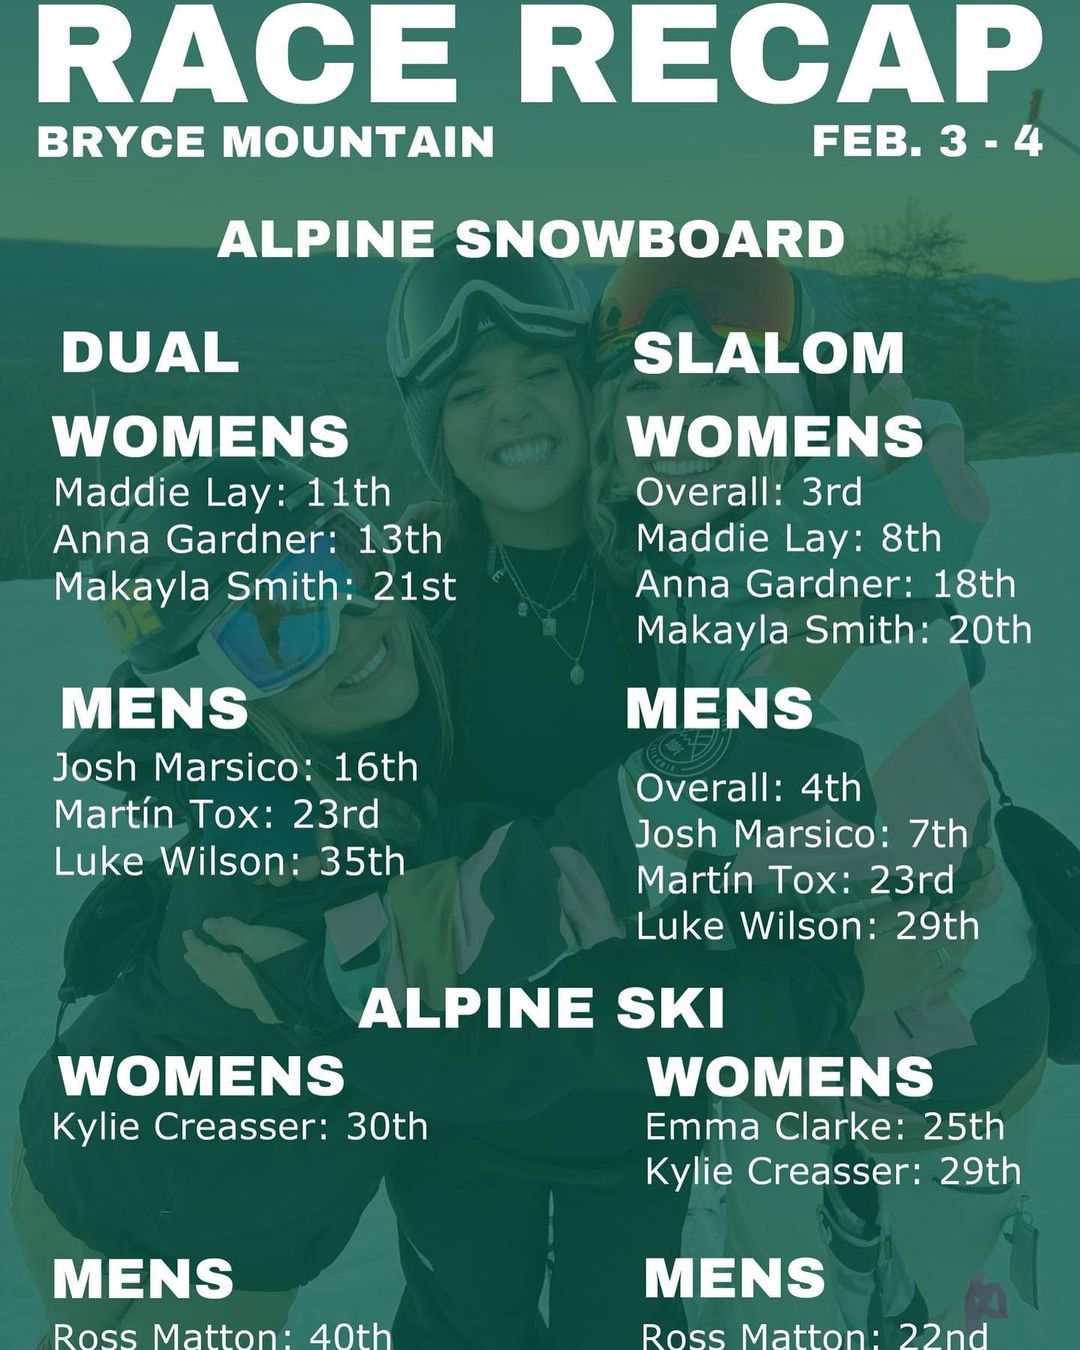 RACE RECAP
BRYCE MOUNTAIN
FEB. 3 - 4
ALPINE SNOWBOARD
DUAL
WOMENS
Maddie Lay: 11th
Anna Gardner: 13th
Makayla Smith: 21st
MENS
Josh Marsico: 16th
Martín Tox: 23rd
Luke Wilson: 35th
SLALOM
WOMENS
Overall: 3rd
Maddie Lay: 8th
Anna Gardner: 18th
Makayla Smith: 20th
MENS
Overall: 4th
Josh Marsico: 7th
Martín Tox: 23rd
Luke Wilson: 29th
ALPINE SKI
WOMENS
Kylie Creasser: 30th
MENS
Ross Matton: 40th
WOMENS
Emma Clarke: 25th
Kylie Creasser: 29th
MENS
Ross Matton: 22nd